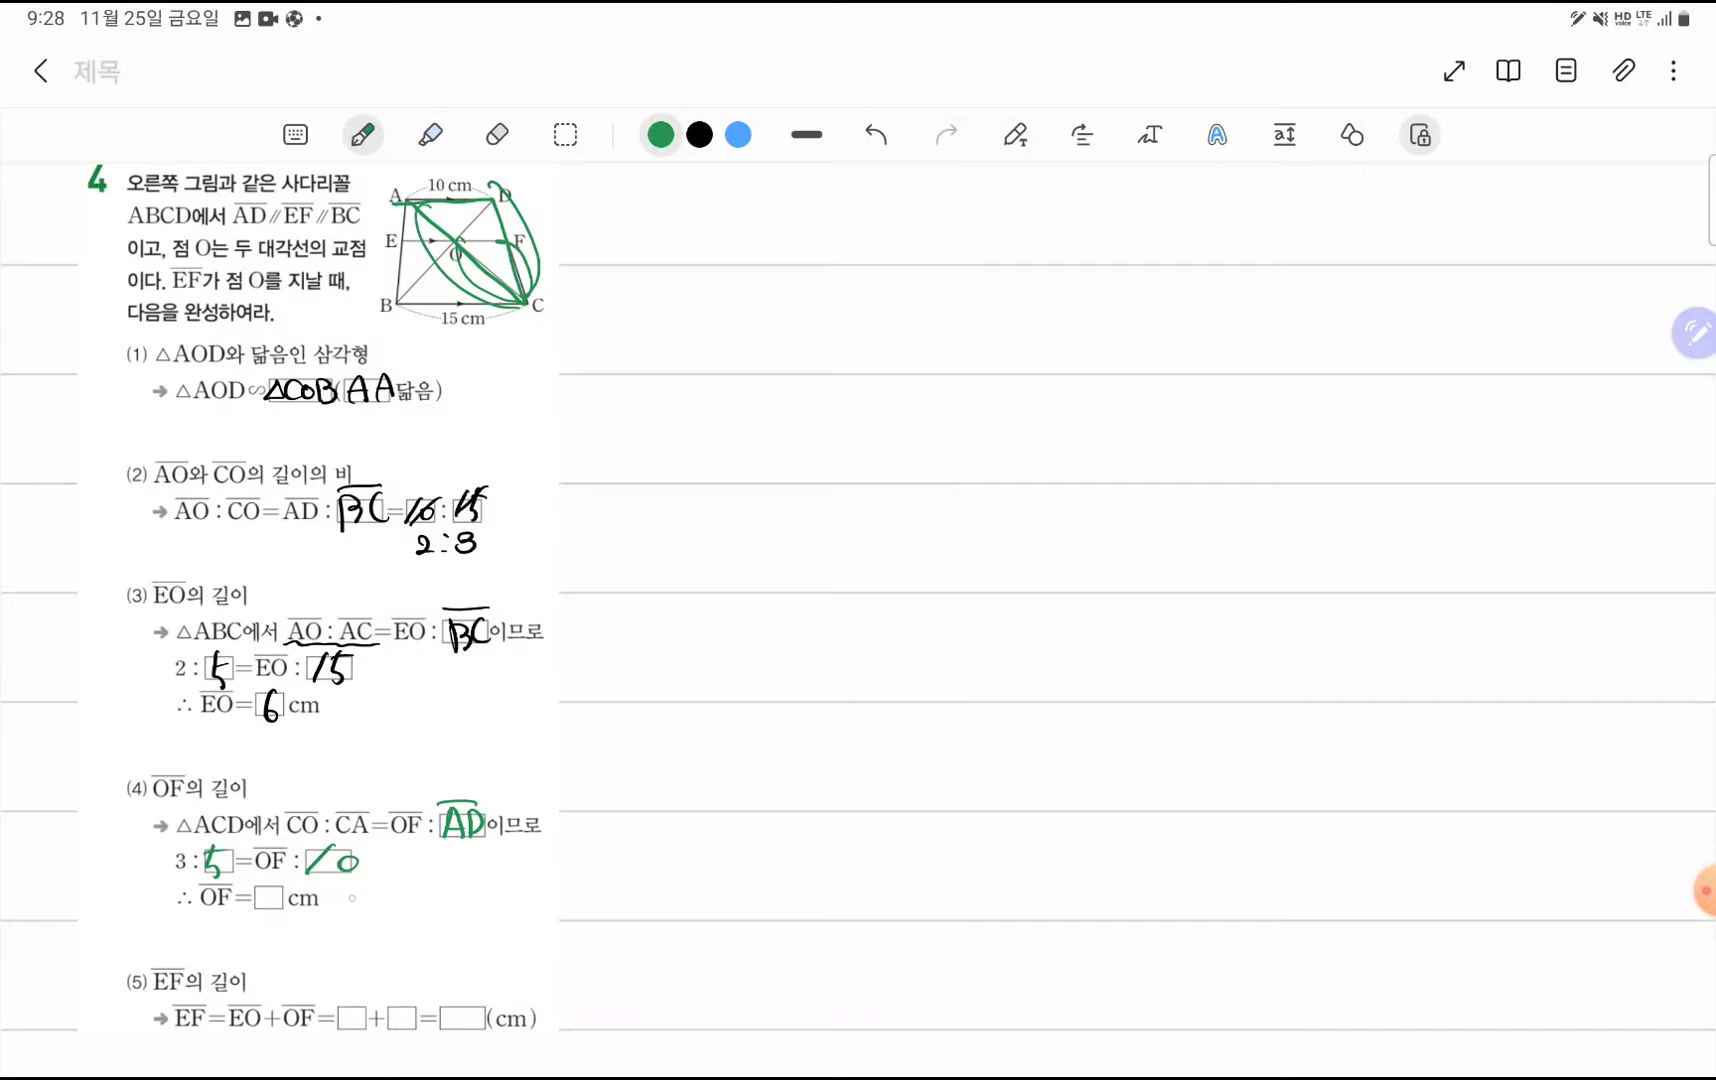 9:28 11월 25일 금요일 HD voice LTE
제목
4 오른쪽 그림과 같은 사다리꼴
ABCD에서 AD∥EF∥BC
이고, 점 O는 두 대각선의 교점
이다. EF가 점 O를 지날 때,
다음을 완성하여라.
10 cm
A D
E F
O
B C
15 cm
(1) △AOD와 닮음인 삼각형
→ △AOD∽△COB(AA닮음)
(2) AO와 CO의 길이의 비
→ AO : CO=AD : BC=10 : 15
2 : 3
(3) EO의 길이
→ △ABC에서 AO : AC=EO : BC이므로
2 : 5=EO : 15
∴ EO=6 cm
(4) OF의 길이
→ △ACD에서 CO : CA=OF : AD이므로
3 : 5=OF : 10
∴ OF=□ cm
(5) EF의 길이
→ EF=EO+OF=□+□=□(cm)